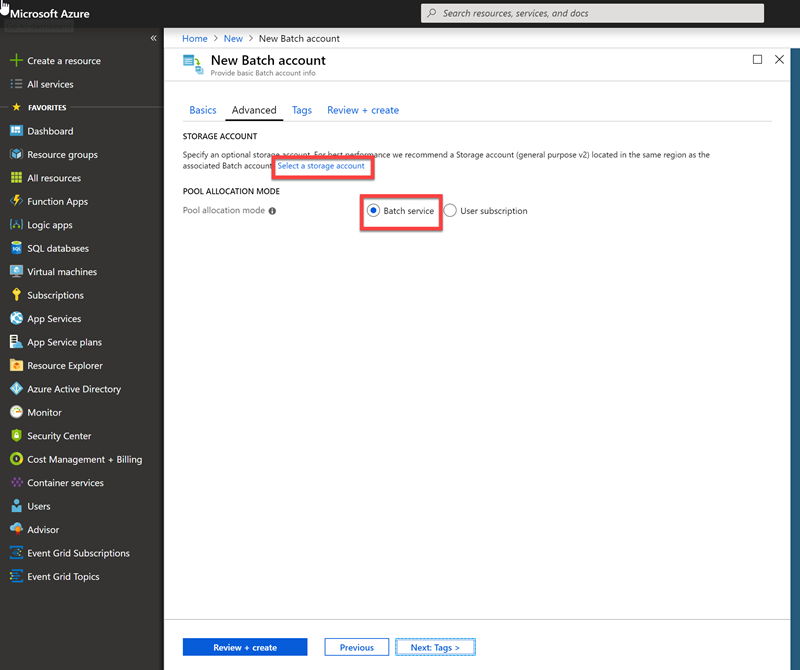 Microsoft Azure
Search resources, services, and docs
«
Create a resource
All services
FAVORITES
Dashboard
Resource groups
All resources
Function Apps
Logic apps
SQL databases
Virtual machines
Subscriptions
App Services
App Service plans
Resource Explorer
Azure Active Directory
Monitor
Security Center
Cost Management + Billing
Container services
Users
Advisor
Event Grid Subscriptions
Event Grid Topics
Home > New > New Batch account
New Batch account
Provide basic Batch account info
Basics Advanced Tags Review + create
STORAGE ACCOUNT
Specify an optional storage account. For best performance we recommend a Storage account (general purpose v2) located in the same region as the
associated Batch account. Select a storage account
POOL ALLOCATION MODE
Pool allocation mode Batch service User subscription
Review + create Previous Next: Tags >